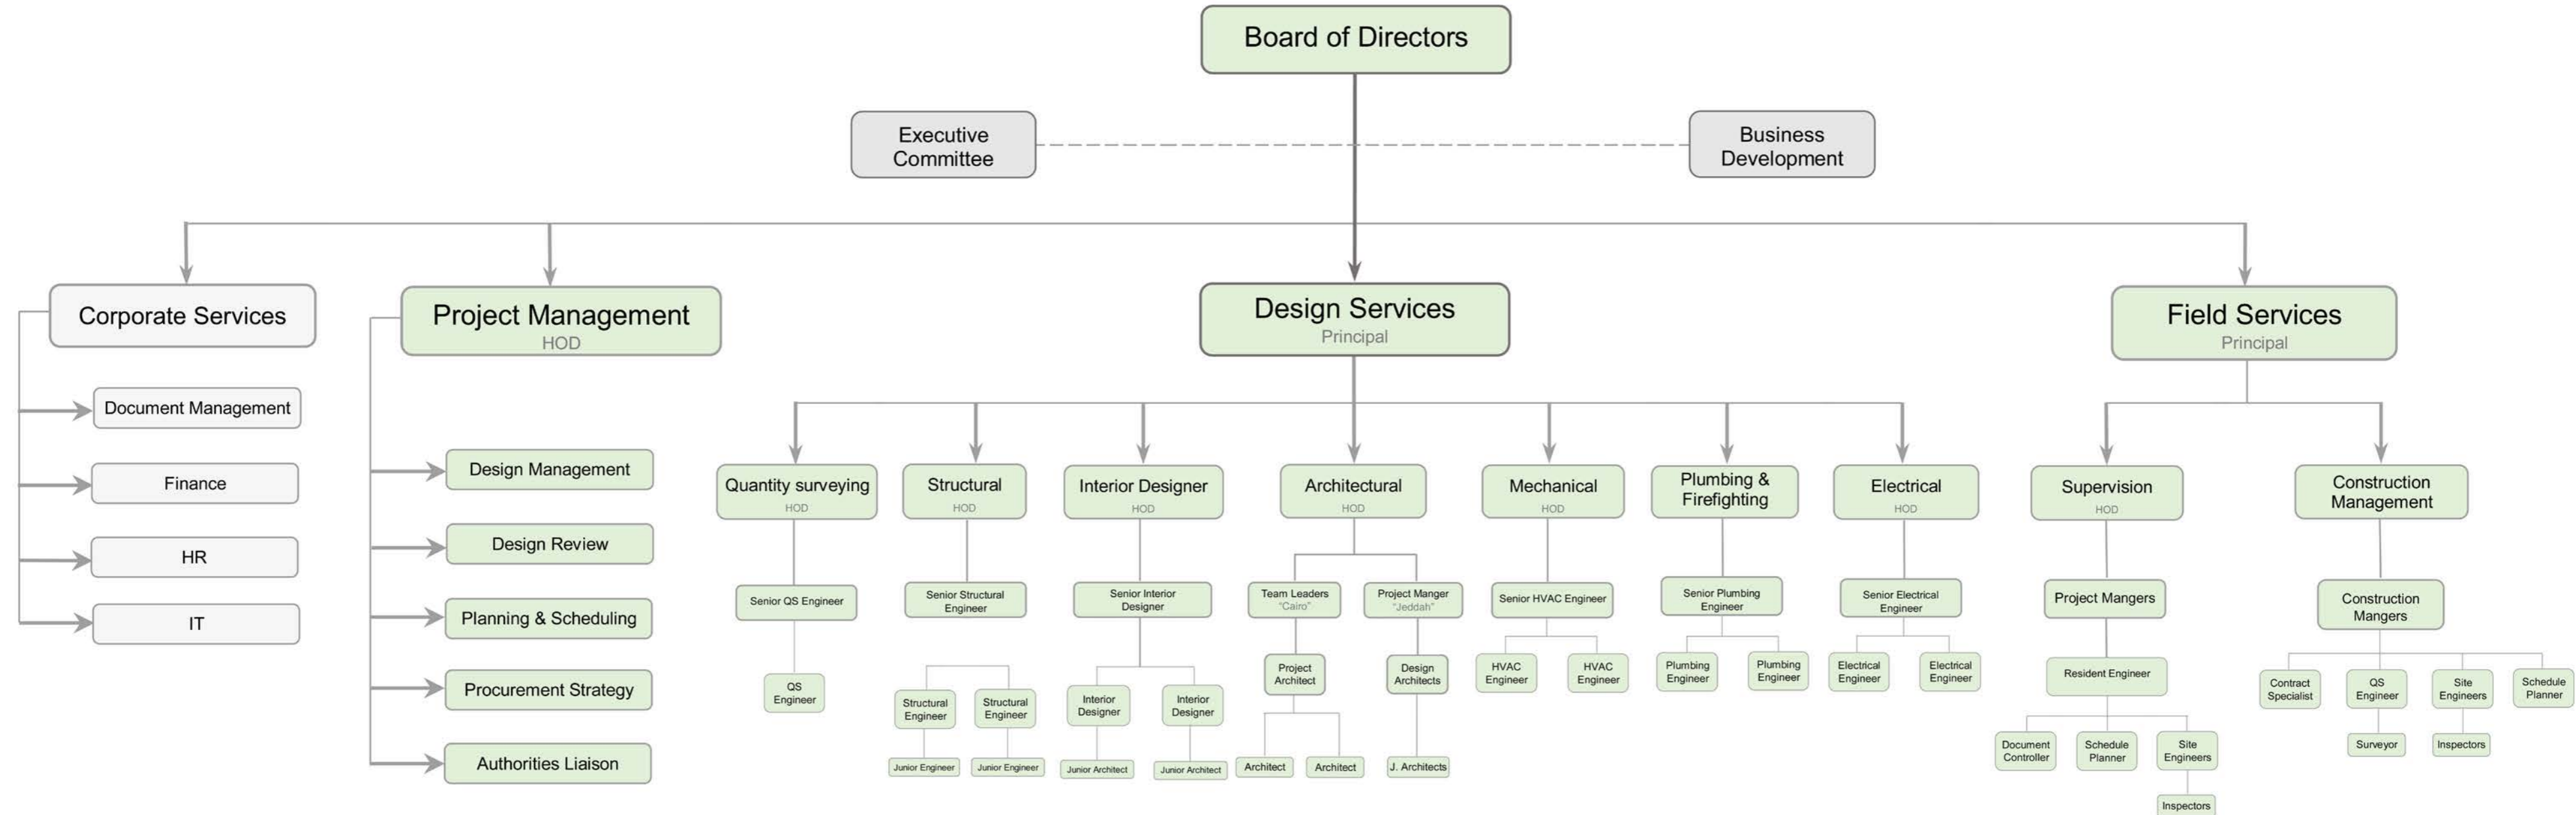 Board of Directors
Executive
Committee
Business
Development
Corporate Services
Document Management
Finance
HR
IT
Project Management
HOD
Design Management
Design Review
Planning & Scheduling
Procurement Strategy
Authorities Liaison
Design Services
Principal
Quantity surveying
HOD
Senior QS Engineer
QS
Engineer
Structural
HOD
Senior Structural
Engineer
Structural
Engineer
Junior Engineer
Structural
Engineer
Junior Engineer
Interior Designer
HOD
Senior Interior
Designer
Interior
Designer
Junior Architect
Interior
Designer
Junior Architect
Architectural
HOD
Team Leaders
"Cairo"
Project
Architect
Architect
Architect
Project Manger
"Jeddah"
Design
Architects
J. Architects
Mechanical
HOD
Senior HVAC Engineer
HVAC
Engineer
HVAC
Engineer
Plumbing &
Firefighting
Senior Plumbing
Engineer
Plumbing
Engineer
Plumbing
Engineer
Electrical
HOD
Senior Electrical
Engineer
Electrical
Engineer
Electrical
Engineer
Field Services
Principal
Supervision
HOD
Project Mangers
Resident Engineer
Document
Controller
Schedule
Planner
Site
Engineers
Inspectors
Construction
Management
Construction
Mangers
Contract
Specialist
QS
Engineer
Surveyor
Site
Engineers
Inspectors
Schedule
Planner